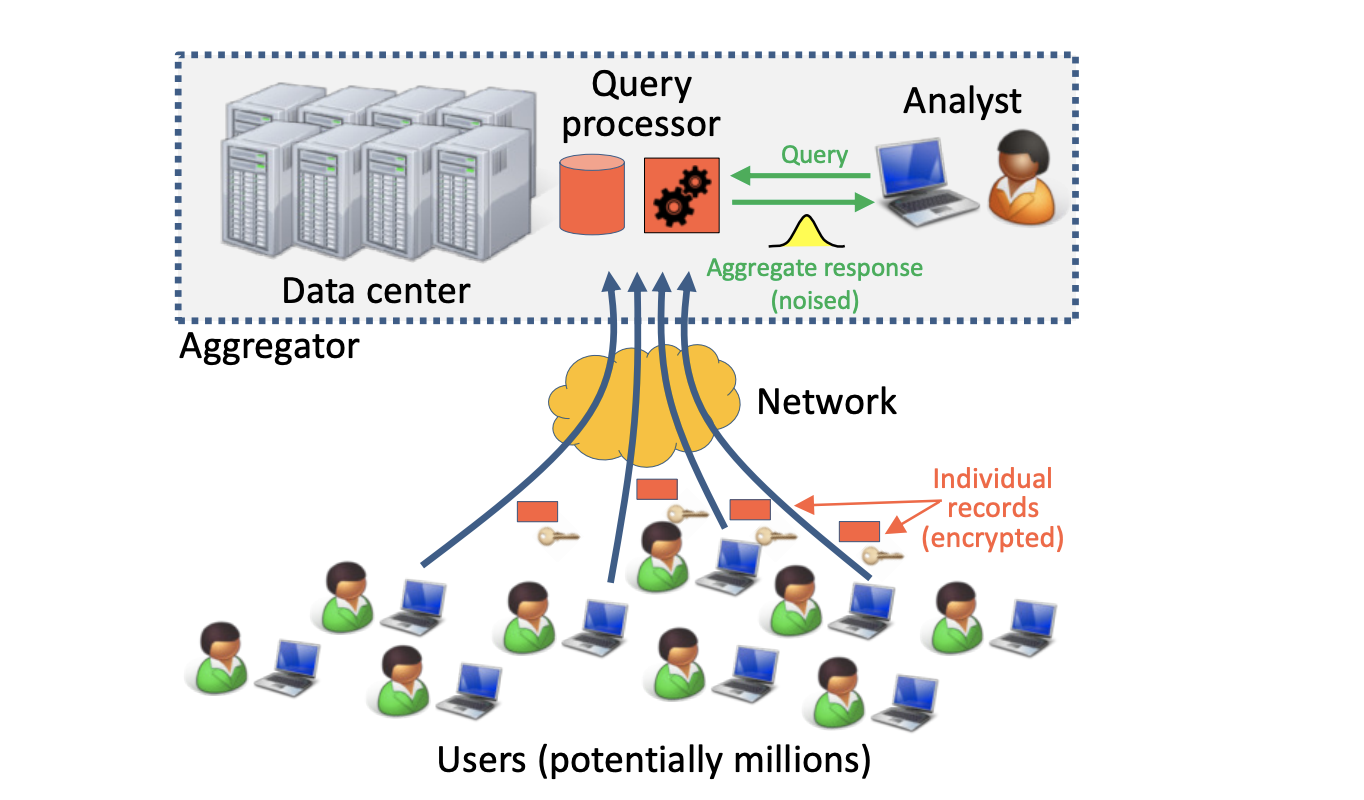 Query
processor
Analyst
Query
Aggregate response
(noised)
Data center
Aggregator
Network
Individual
records
(encrypted)
Users (potentially millions)